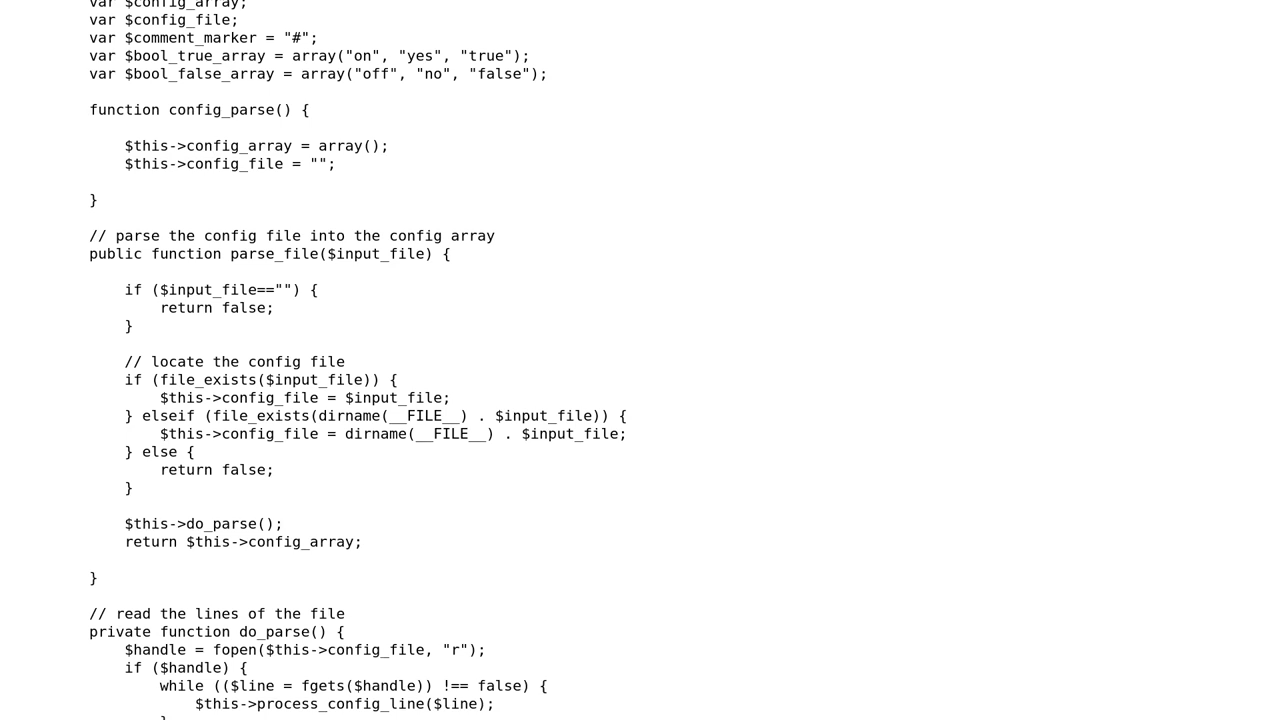 var $config_array;
var $config_file;
var $comment_marker = "#";
var $bool_true_array = array("on", "yes", "true");
var $bool_false_array = array("off", "no", "false");

function config_parse() {

    $this->config_array = array();
    $this->config_file = "";

}

// parse the config file into the config array
public function parse_file($input_file) {

    if ($input_file=="") {
        return false;
    }

    // locate the config file
    if (file_exists($input_file)) {
        $this->config_file = $input_file;
    } elseif (file_exists(dirname(__FILE__) . $input_file)) {
        $this->config_file = dirname(__FILE__) . $input_file;
    } else {
        return false;
    }

    $this->do_parse();
    return $this->config_array;

}

// read the lines of the file
private function do_parse() {
    $handle = fopen($this->config_file, "r");
    if ($handle) {
        while (($line = fgets($handle)) !== false) {
            $this->process_config_line($line);
        }